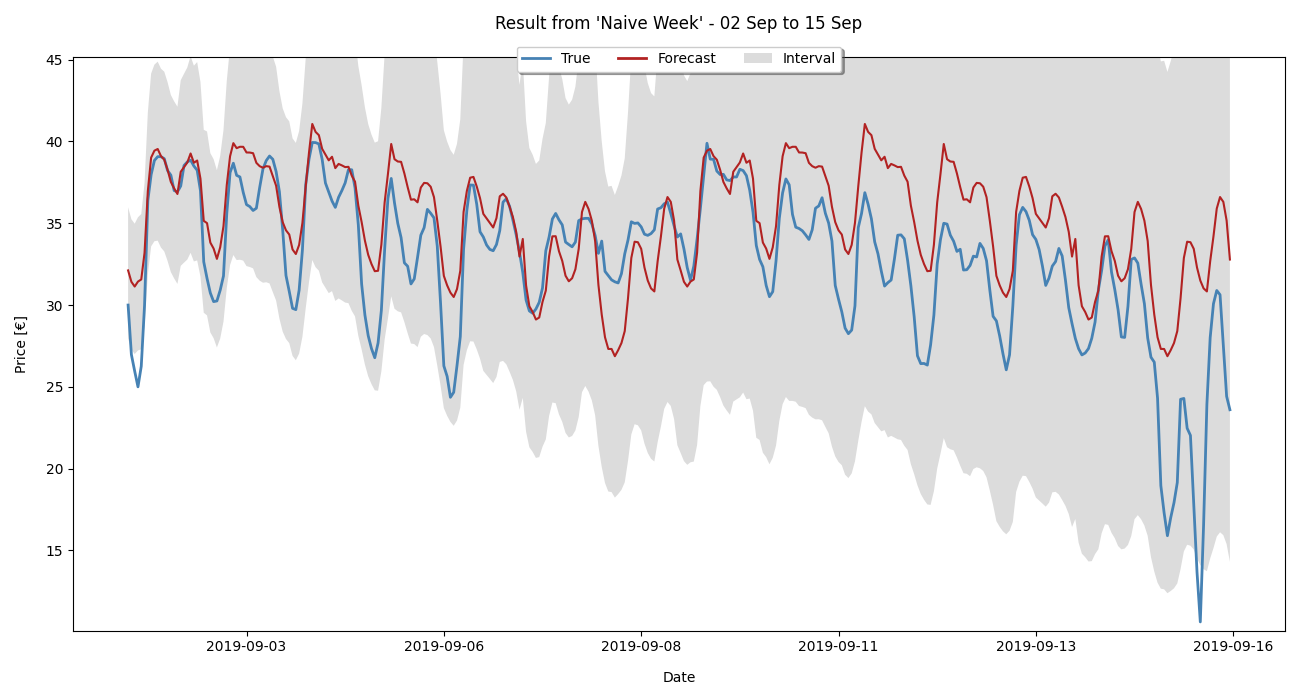 Result from 'Naive Week' - 02 Sep to 15 Sep
True Forecast Interval
45
40
35
30
25
20
15
Price [€]
2019-09-03 2019-09-06 2019-09-08 2019-09-11 2019-09-13 2019-09-16
Date